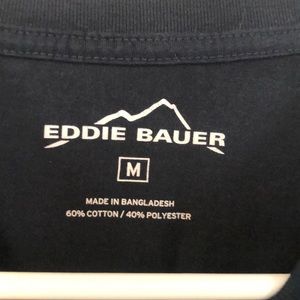 EDDIE BAUER
M
MADE IN BANGLADESH
60% COTTON / 40% POLYESTER